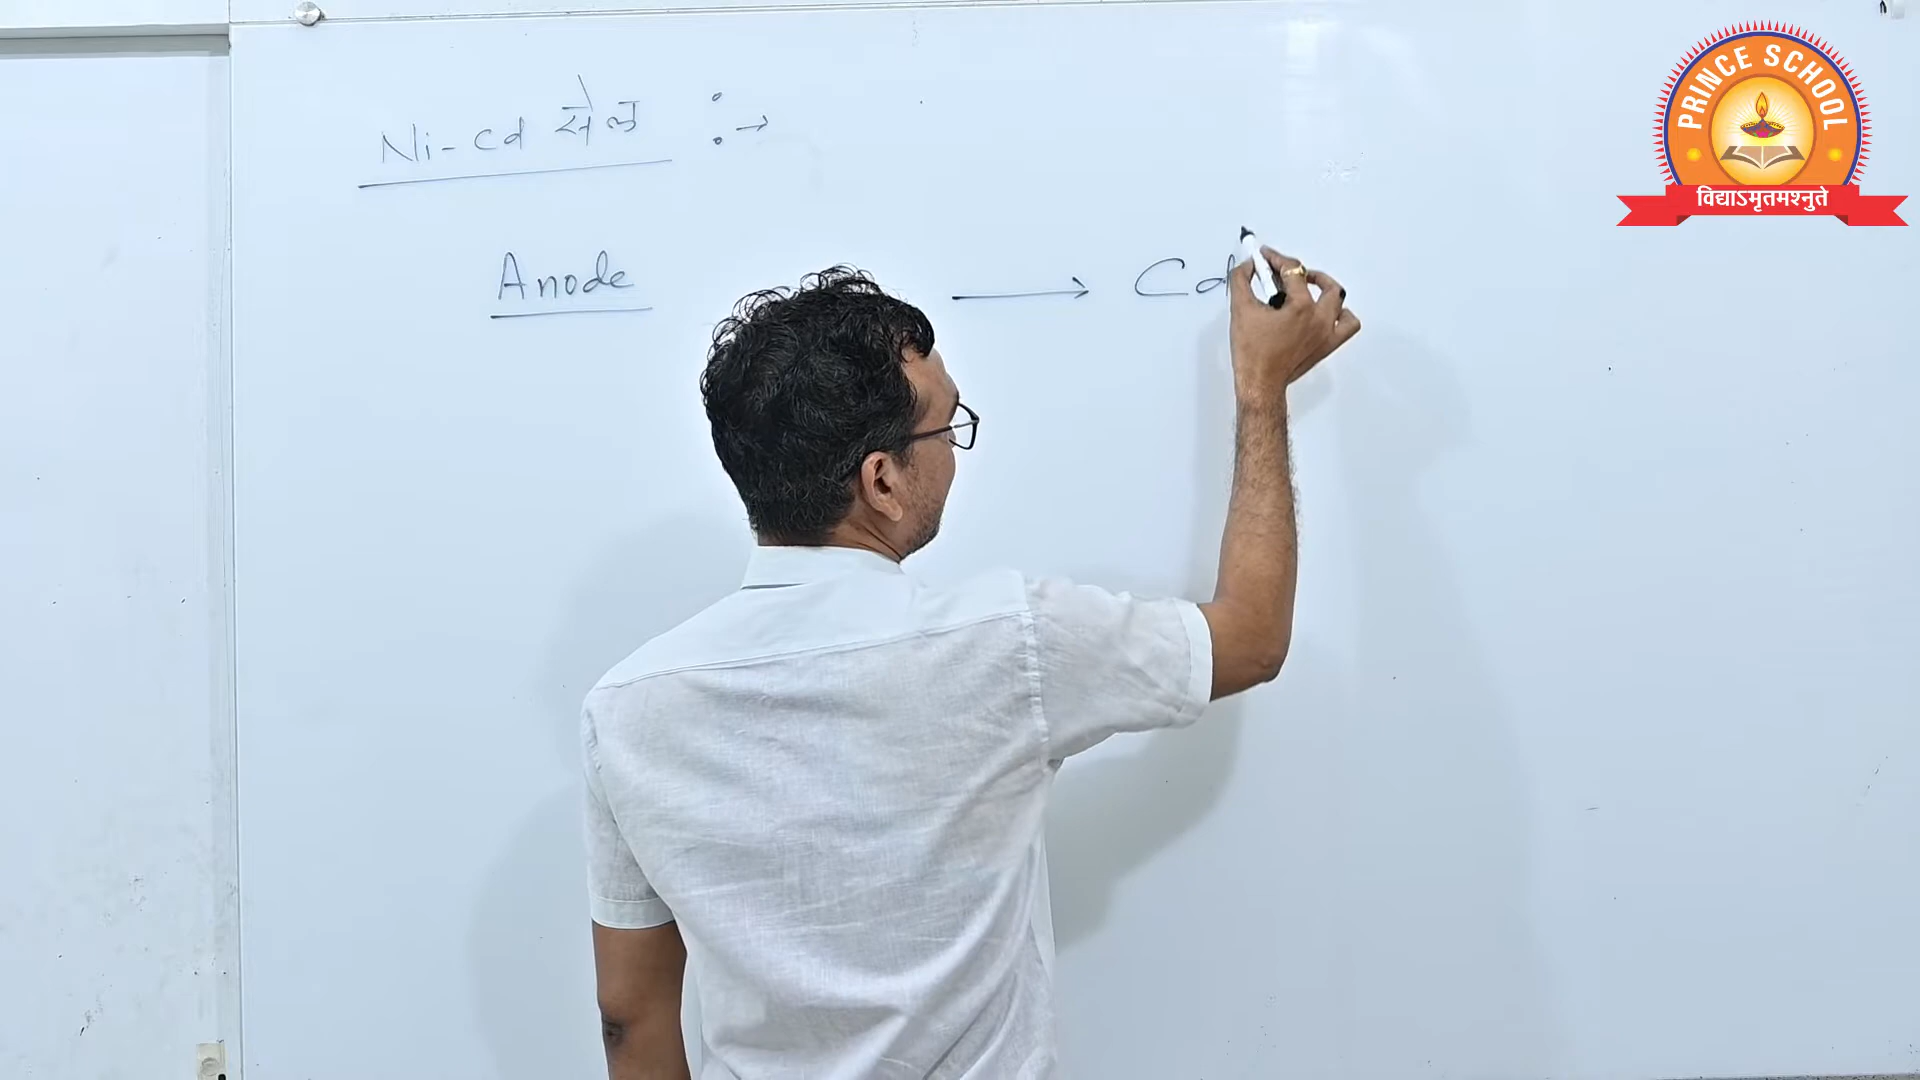 Ni-Cd सेल :→
Anode → Cd
PRINCE SCHOOL
विद्याऽमृतमश्नुते